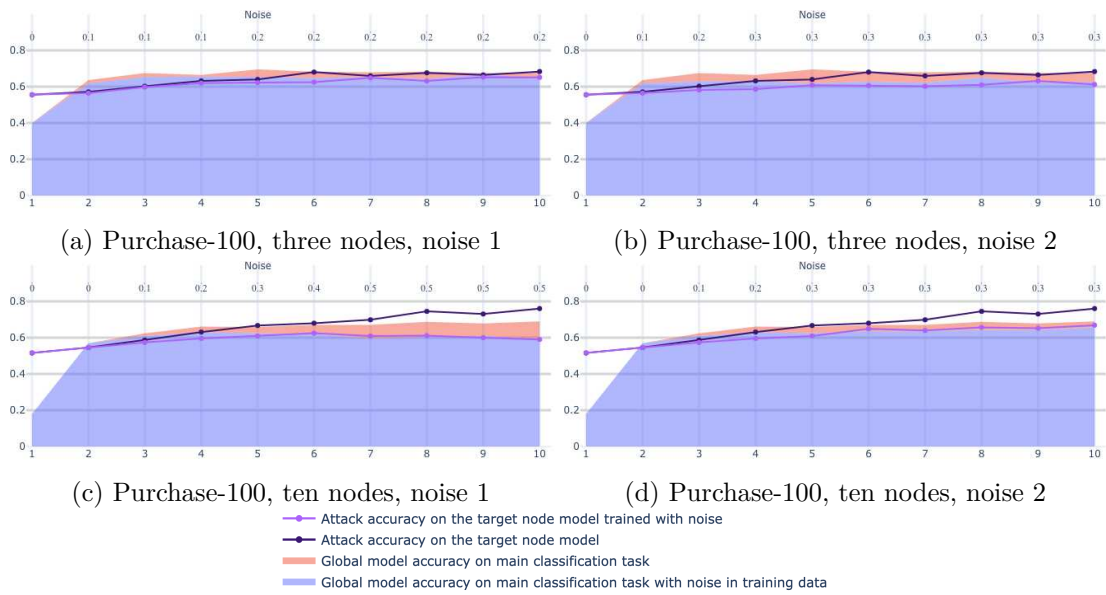 Noise
0 0.1 0.1 0.2 0.2 0.2 0.2 0.2 0.2 0.2
0.8
0.6
0.4
0.2
0
1 2 3 4 5 6 7 8 9 10
(a) Purchase-100, three nodes, noise 1
Noise
0 0.1 0.2 0.3 0.3 0.3 0.3 0.3 0.3 0.3
0.8
0.6
0.4
0.2
0
1 2 3 4 5 6 7 8 9 10
(b) Purchase-100, three nodes, noise 2
Noise
0 0 0.1 0.2 0.3 0.4 0.5 0.5 0.5 0.5
0.8
0.6
0.4
0.2
0
1 2 3 4 5 6 7 8 9 10
(c) Purchase-100, ten nodes, noise 1
Noise
0 0 0.1 0.2 0.3 0.3 0.3 0.3 0.3 0.3
0.8
0.6
0.4
0.2
0
1 2 3 4 5 6 7 8 9 10
(d) Purchase-100, ten nodes, noise 2
Attack accuracy on the target node model trained with noise
Attack accuracy on the target node model
Global model accuracy on main classification task
Global model accuracy on main classification task with noise in training data